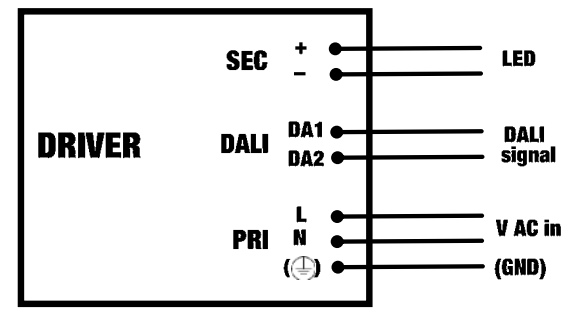 DRIVER
SEC + LED
−
DALI DA1 DALI
DA2 signal
L
PRI N V AC in
(⏚) (GND)